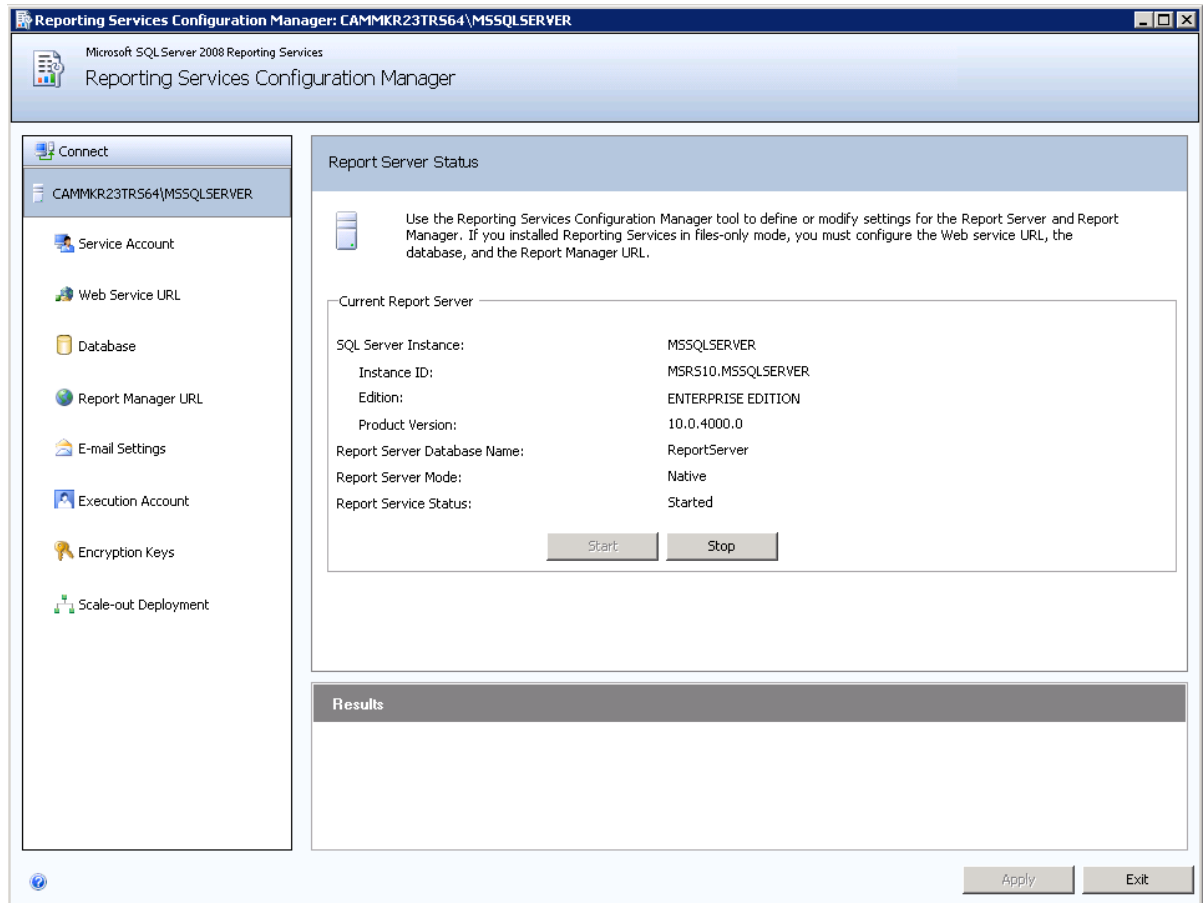 Reporting Services Configuration Manager: CAMMKR23TRS64\MSSQLSERVER
Microsoft SQL Server 2008 Reporting Services
Reporting Services Configuration Manager
Connect
CAMMKR23TRS64\MSSQLSERVER
Service Account
Web Service URL
Database
Report Manager URL
E-mail Settings
Execution Account
Encryption Keys
Scale-out Deployment
Report Server Status
Use the Reporting Services Configuration Manager tool to define or modify settings for the Report Server and Report
Manager. If you installed Reporting Services in files-only mode, you must configure the Web service URL, the
database, and the Report Manager URL.
Current Report Server
SQL Server Instance: MSSQLSERVER
Instance ID: MSRS10.MSSQLSERVER
Edition: ENTERPRISE EDITION
Product Version: 10.0.4000.0
Report Server Database Name: ReportServer
Report Server Mode: Native
Report Service Status: Started
Start Stop
Results
Apply Exit